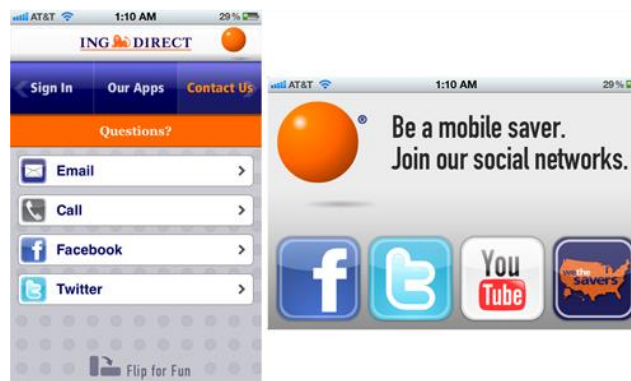 AT&T 1:10 AM 29%
ING DIRECT
Sign In Our Apps Contact Us
Questions?
Email
Call
Facebook
Twitter
Flip for Fun
AT&T 1:10 AM 29%
®
Be a mobile saver.
Join our social networks.
f t You
Tube
we the
savers